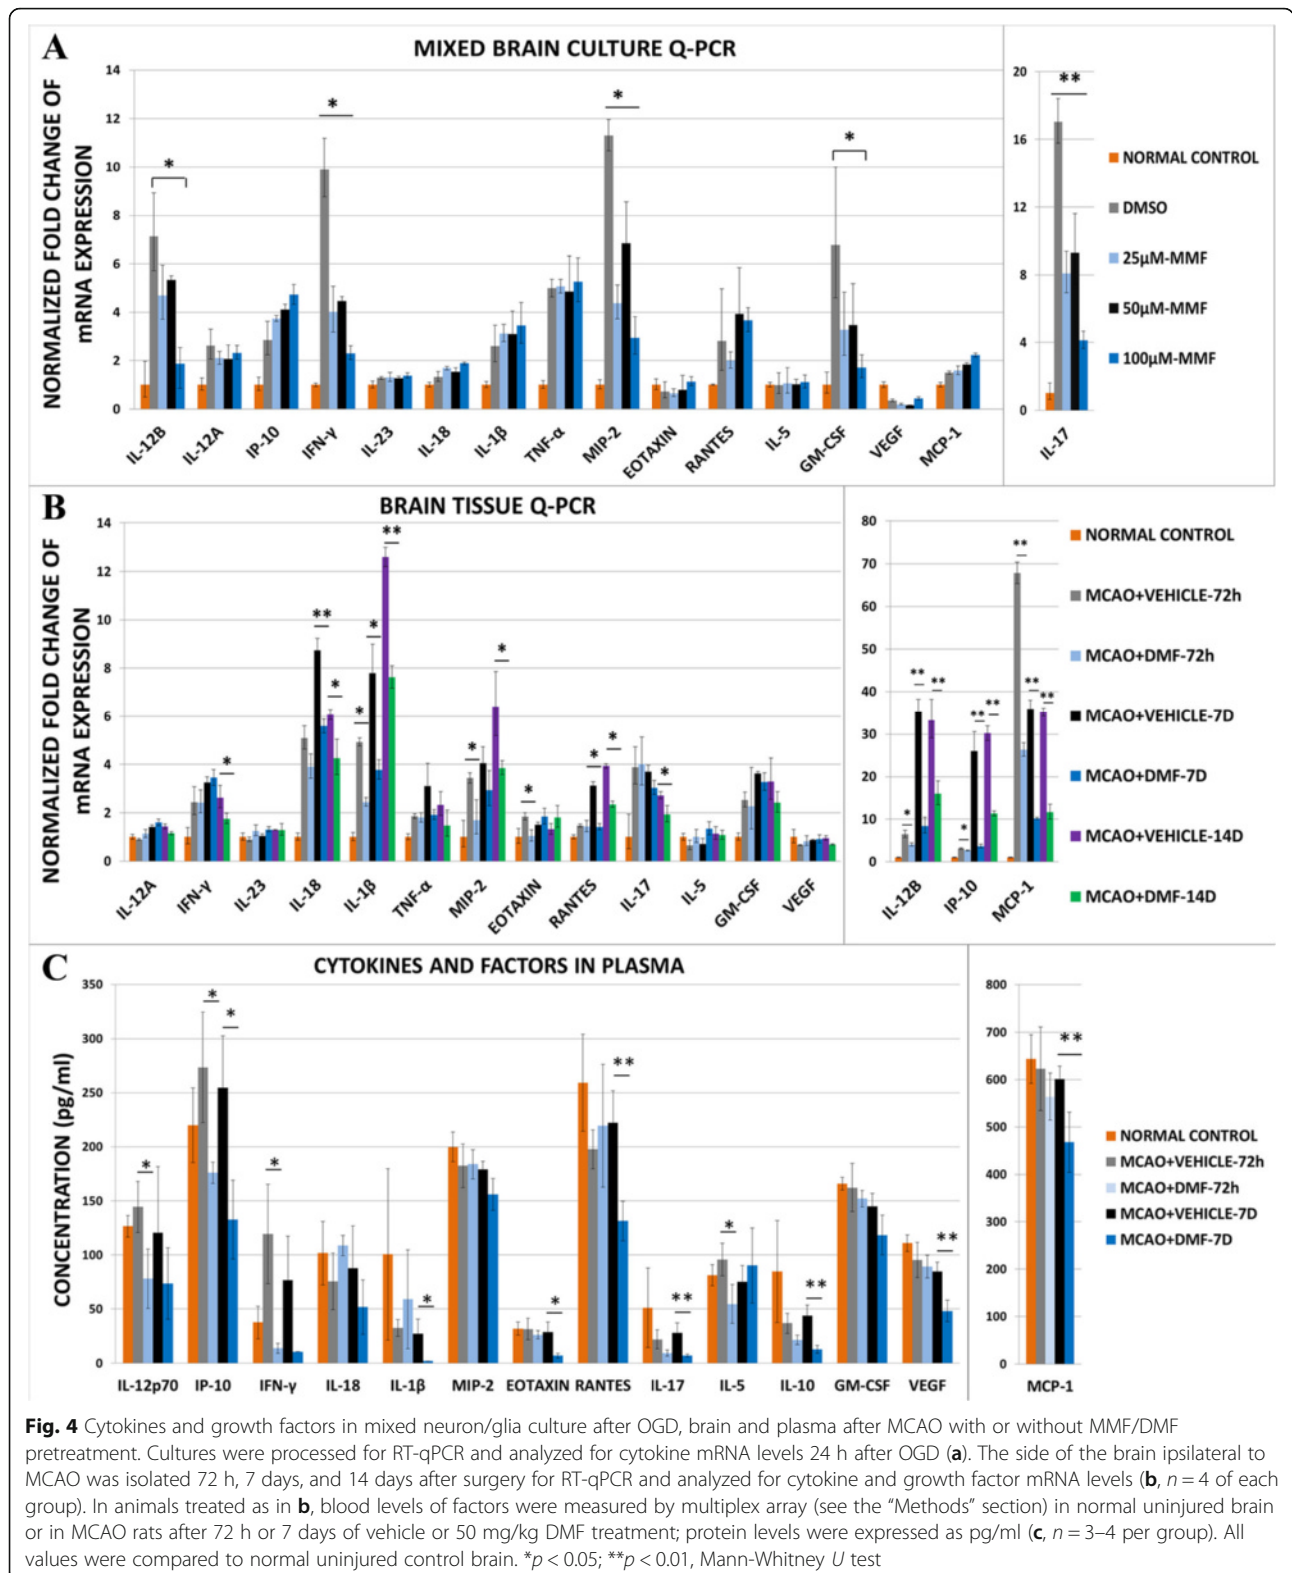 A
MIXED BRAIN CULTURE Q-PCR
NORMALIZED FOLD CHANGE OF
mRNA EXPRESSION
14
12
10
8
6
4
2
0
*
*
*
*
IL-12B
IL-12A
IP-10
IFN-γ
IL-23
IL-18
IL-1β
TNF-α
MIP-2
EOTAXIN
RANTES
IL-5
GM-CSF
VEGF
MCP-1
20
16
12
8
4
0
**
IL-17
NORMAL CONTROL
DMSO
25µM-MMF
50µM-MMF
100µM-MMF
B
BRAIN TISSUE Q-PCR
NORMALIZED FOLD CHANGE OF
mRNA EXPRESSION
14
12
10
8
6
4
2
0
*
**
*
*
*
**
*
*
*
*
*
*
IL-12A
IFN-γ
IL-23
IL-18
IL-1β
TNF-α
MIP-2
EOTAXIN
RANTES
IL-17
IL-5
GM-CSF
VEGF
80
70
60
50
40
30
20
10
0
*
**
**
*
**
**
**
**
**
IL-12B
IP-10
MCP-1
NORMAL CONTROL
MCAO+VEHICLE-72h
MCAO+DMF-72h
MCAO+VEHICLE-7D
MCAO+DMF-7D
MCAO+VEHICLE-14D
MCAO+DMF-14D
C
CYTOKINES AND FACTORS IN PLASMA
CONCENTRATION (pg/ml)
350
300
250
200
150
100
50
0
*
*
*
*
*
*
**
**
*
**
**
IL-12p70
IP-10
IFN-γ
IL-18
IL-1β
MIP-2
EOTAXIN
RANTES
IL-17
IL-5
IL-10
GM-CSF
VEGF
800
700
600
500
400
300
200
100
0
**
MCP-1
NORMAL CONTROL
MCAO+VEHICLE-72h
MCAO+DMF-72h
MCAO+VEHICLE-7D
MCAO+DMF-7D
Fig. 4 Cytokines and growth factors in mixed neuron/glia culture after OGD, brain and plasma after MCAO with or without MMF/DMF
pretreatment. Cultures were processed for RT-qPCR and analyzed for cytokine mRNA levels 24 h after OGD (a). The side of the brain ipsilateral to
MCAO was isolated 72 h, 7 days, and 14 days after surgery for RT-qPCR and analyzed for cytokine and growth factor mRNA levels (b, n = 4 of each
group). In animals treated as in b, blood levels of factors were measured by multiplex array (see the “Methods” section) in normal uninjured brain
or in MCAO rats after 72 h or 7 days of vehicle or 50 mg/kg DMF treatment; protein levels were expressed as pg/ml (c, n = 3–4 per group). All
values were compared to normal uninjured control brain. *p < 0.05; **p < 0.01, Mann-Whitney U test